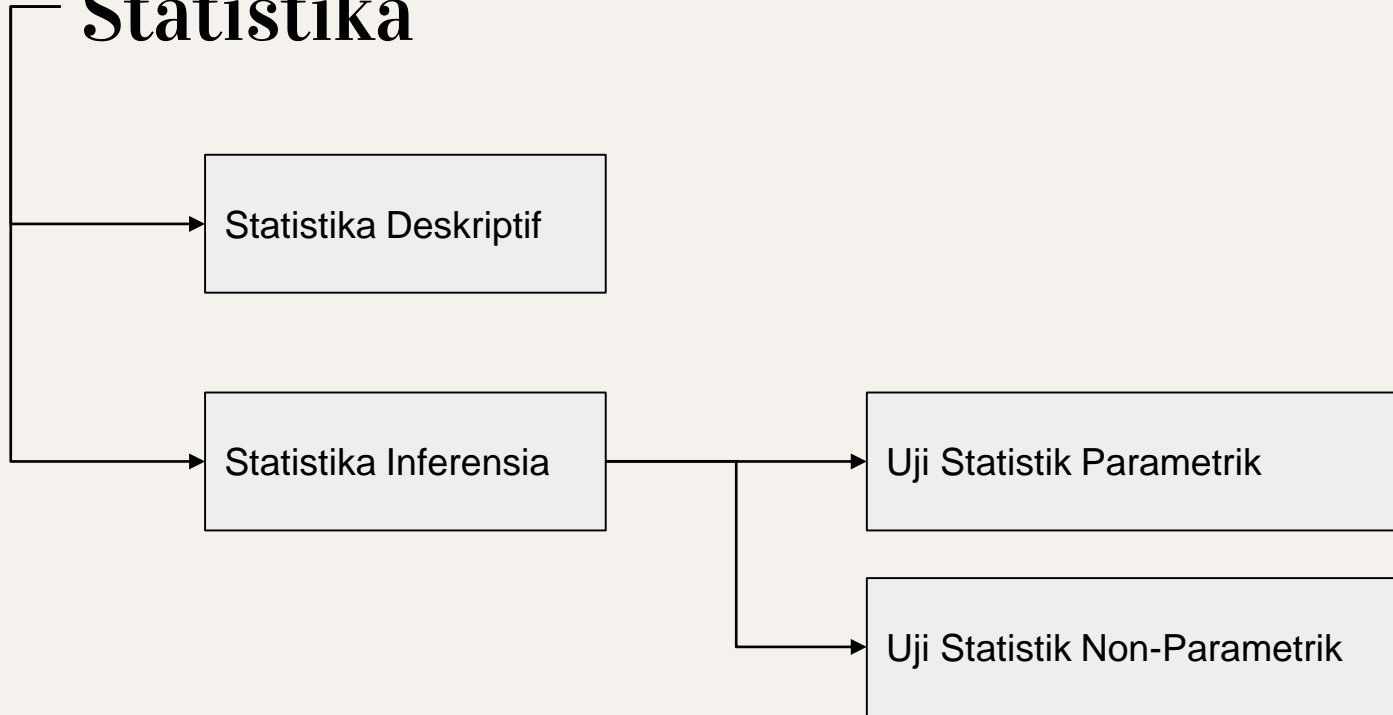 Statistika
Statistika Deskriptif
Statistika Inferensia
Uji Statistik Parametrik
Uji Statistik Non-Parametrik